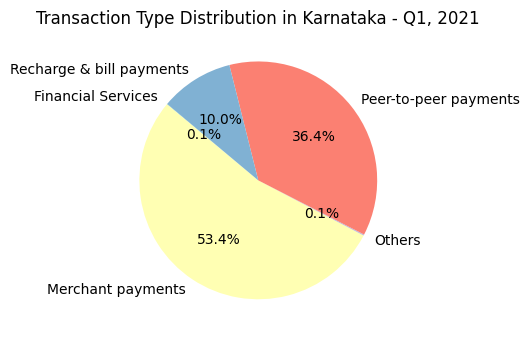 Transaction Type Distribution in Karnataka - Q1, 2021
Recharge & bill payments
Financial Services
Peer-to-peer payments
10.0%
0.1%
36.4%
0.1%
53.4%
Others
Merchant payments